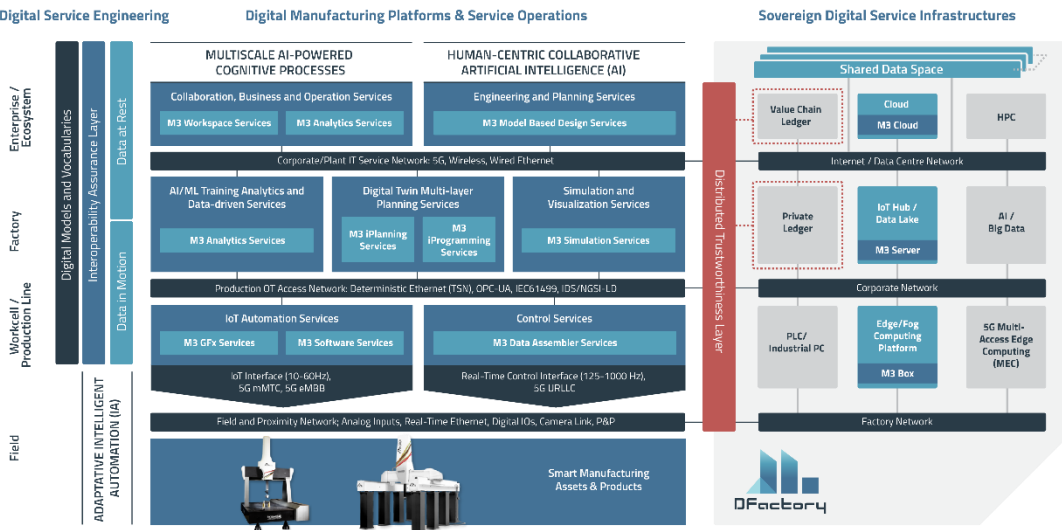 Digital Service Engineering
Digital Manufacturing Platforms & Service Operations
Sovereign Digital Service Infrastructures
Enterprise /
Ecosystem
Factory
Workcell /
Production Line
Field
Digital Models and Vocabularies
Interoperability Assurance Layer
Data at Rest
Data in Motion
ADAPTIVE INTELLIGENT
AUTOMATION (IA)
MULTISCALE AI-POWERED
COGNITIVE PROCESSES
HUMAN-CENTRIC COLLABORATIVE
ARTIFICIAL INTELLIGENCE (AI)
Collaboration, Business and Operation Services
M3 Workspace Services
M3 Analytics Services
Engineering and Planning Services
M3 Model Based Design Services
Corporate/Plant IT Service Network: 5G, Wireless, Wired Ethernet
AI/ML Training Analytics and
Data-driven Services
M3 Analytics Services
Digital Twin Multi-layer
Planning Services
M3 iPlanning
Services
M3
iProgramming
Services
Simulation and
Visualization Services
M3 Simulation Services
Production OT Access Network: Deterministic Ethernet (TSN), OPC-UA, IEC61499, IDS/NGSI-LD
IoT Automation Services
M3 GFx Services
M3 Software Services
Control Services
M3 Data Assembler Services
IoT Interface (10-60Hz),
5G mMTC, 5G eMBB
Real-Time Control Interface (125-1000 Hz),
5G URLLC
Field and Proximity Network; Analog Inputs, Real-Time Ethernet, Digital IOs, Camera Link, P&P
Smart Manufacturing
Assets & Products
Distributed Trustworthiness Layer
Shared Data Space
Value Chain
Ledger
Cloud
M3 Cloud
HPC
Internet / Data Centre Network
Private
Ledger
IoT Hub /
Data Lake
M3 Server
AI /
Big Data
Corporate Network
PLC/
Industrial PC
Edge/Fog
Computing
Platform
M3 Box
5G Multi-
Access Edge
Computing
(MEC)
Factory Network
DFactory